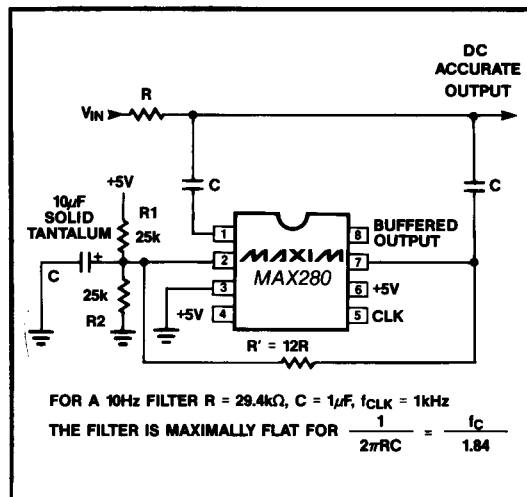 DC
ACCURATE
OUTPUT
R
VIN
C
C
+5V
10µF
SOLID
TANTALUM
R1
25k
C
+
25k
R2
1
2
3
4
+5V
MAXIM
MAX280
8
7
6
5
BUFFERED
OUTPUT
+5V
CLK
R' = 12R
FOR A 10Hz FILTER R = 29.4kΩ, C = 1µF, fCLK = 1kHz
THE FILTER IS MAXIMALLY FLAT FOR 1/2πRC = fC/1.84